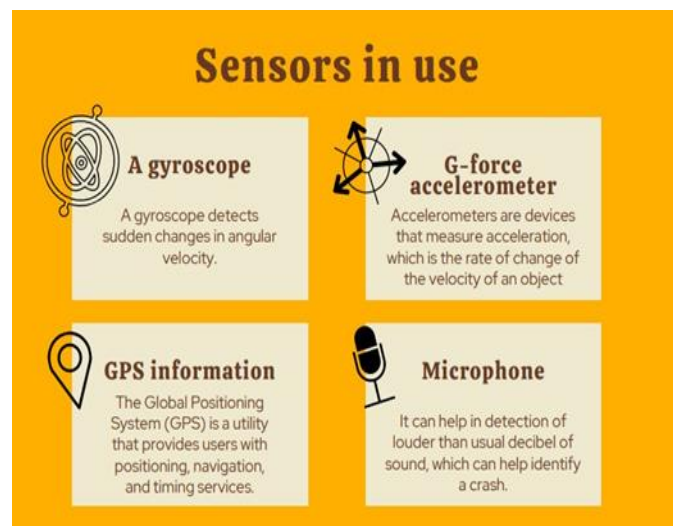 Sensors in use
A gyroscope
A gyroscope detects
sudden changes in angular
velocity.
G-force
accelerometer
Accelerometers are devices
that measure acceleration,
which is the rate of change of
the velocity of an object
GPS information
The Global Positioning
System (GPS) is a utility
that provides users with
positioning, navigation,
and timing services.
Microphone
It can help in detection of
louder than usual decibel of
sound, which can help identify
a crash.